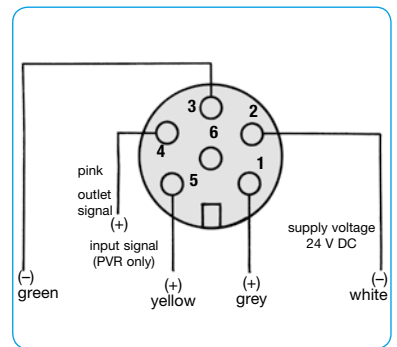 3
2
6
4
1
5
pink
outlet
signal
(+)
input signal
(PVR only)
supply voltage
24 V DC
(–)
green
(+)
yellow
(+)
grey
(–)
white